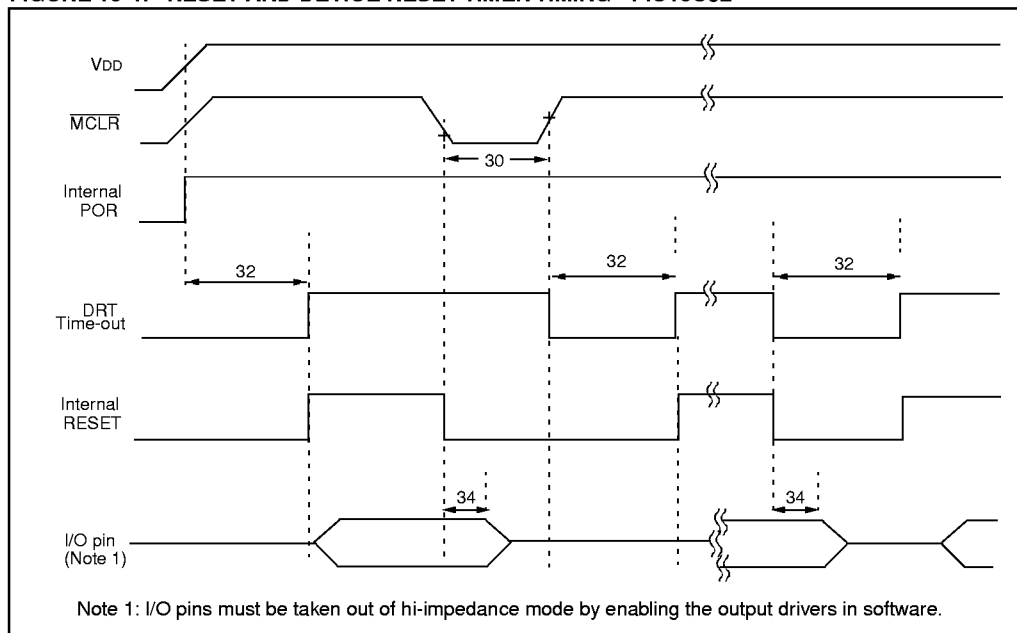 VDD
MCLR
30
Internal
POR
32
32
32
DRT
Time-out
Internal
RESET
34
34
I/O pin
(Note 1)
Note 1: I/O pins must be taken out of hi-impedance mode by enabling the output drivers in software.